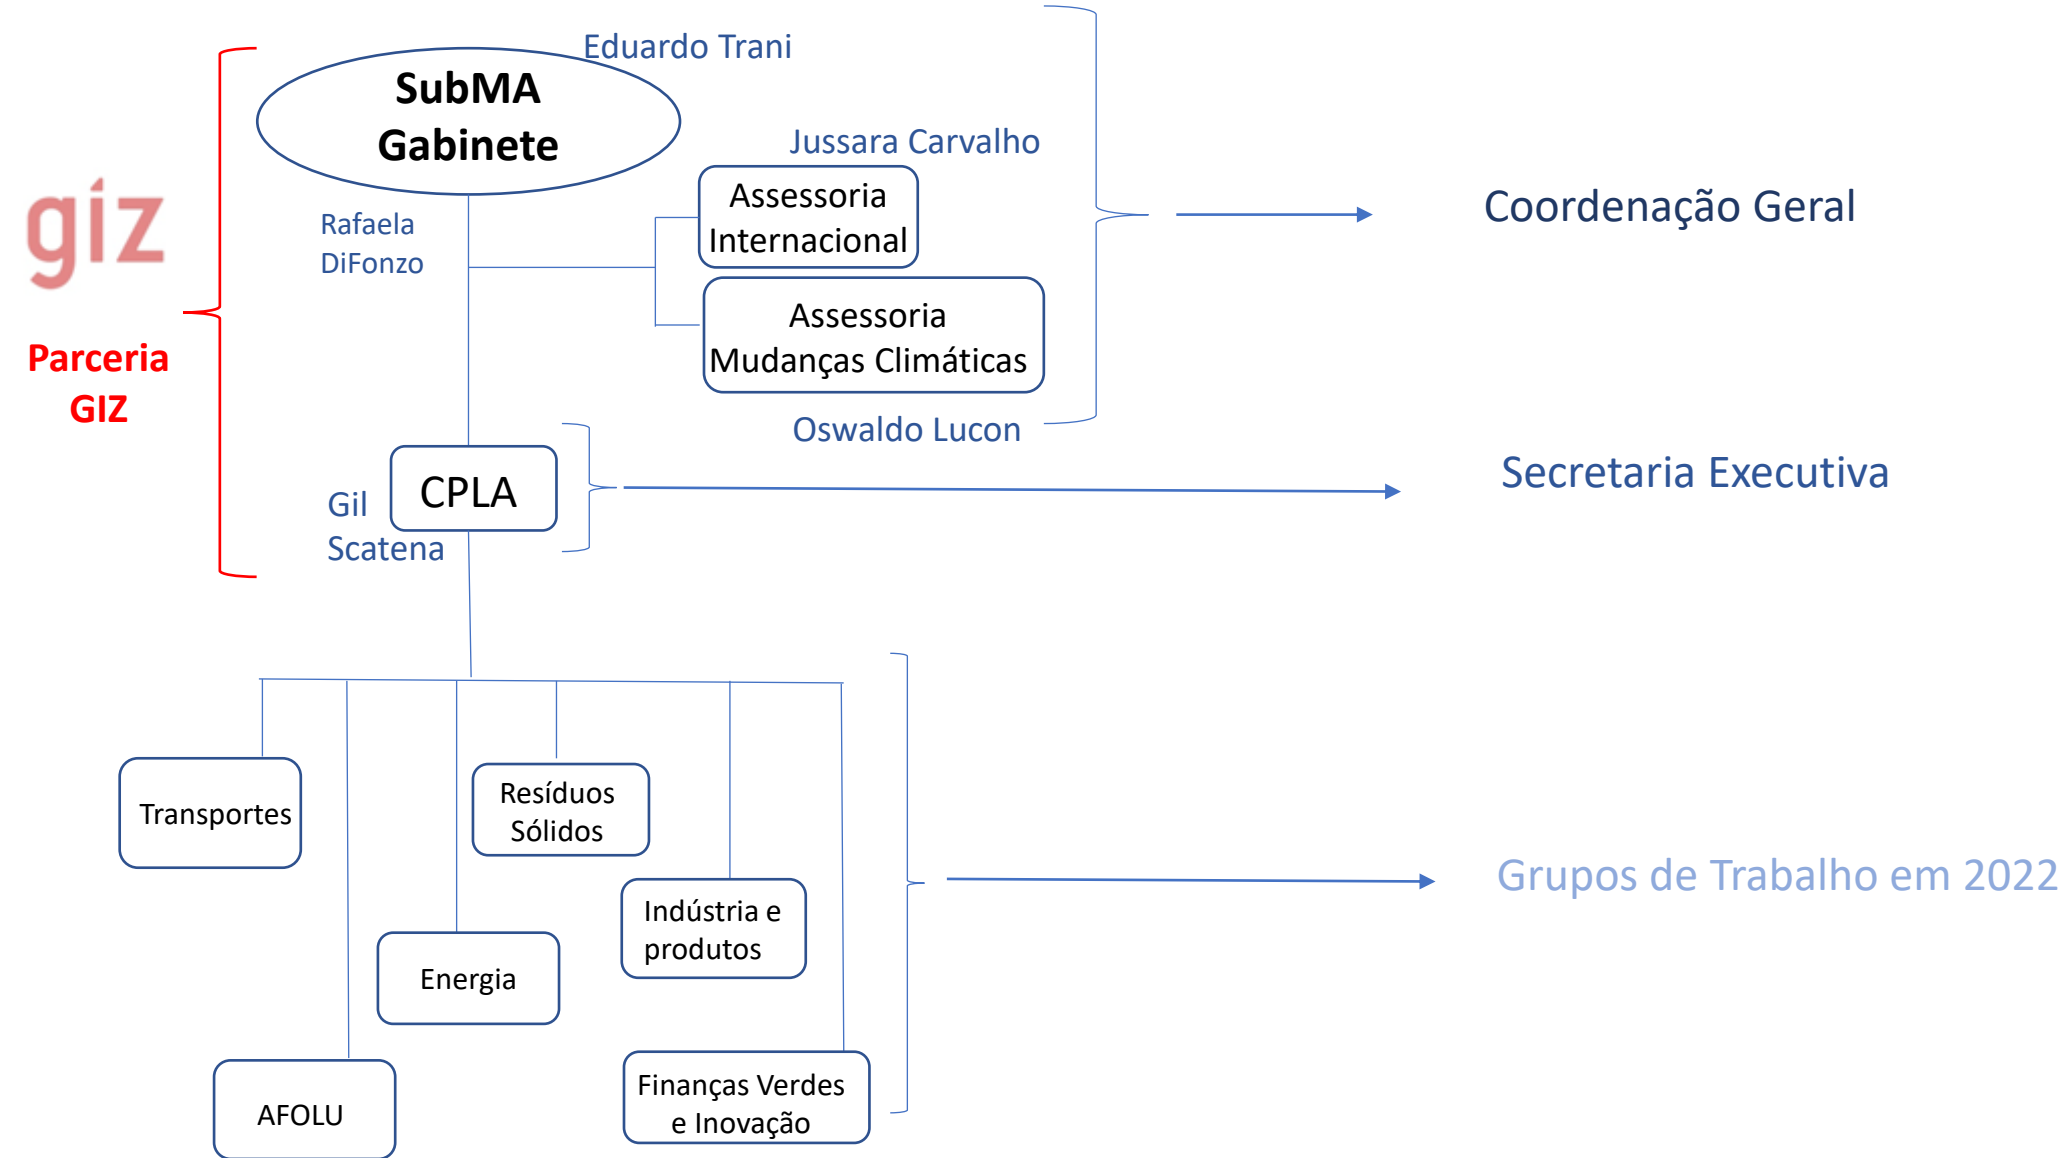 Eduardo Trani
SubMA
Gabinete
Jussara Carvalho
Assessoria
Internacional
Coordenação Geral
giz
Rafaela
DiFonzo
Assessoria
Mudanças Climáticas
Parceria
GIZ
Oswaldo Lucon
CPLA
Secretaria Executiva
Gil
Scatena
Transportes
Resíduos
Sólidos
Grupos de Trabalho em 2022
Indústria e
produtos
Energia
Finanças Verdes
e Inovação
AFOLU